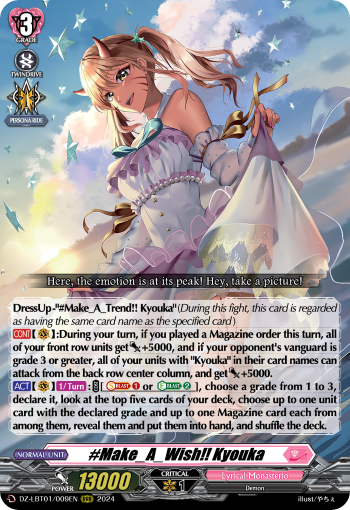 3
GRADE
TWINDRIVE
PERSONA RIDE
Here, the emotion is at its peak! Hey, take a picture!
DressUp-"#Make_A_Trend!! Kyouka"(During this fight, this card is regarded
as having the same card name as the specified card)
CONT【 】:During your turn, if you played a Magazine order this turn, all
of your front row units get +5000, and if your opponent's vanguard is
grade 3 or greater, all of your units with "Kyouka" in their card names can
attack from the back row center column, and get +5000.
ACT【 】1/Turn:[SOUL BLAST 1 or ENERGY BLAST 2], choose a grade from 1 to 3,
declare it, look at the top five cards of your deck, choose up to one unit
card with the declared grade and up to one Magazine card each from
among them, reveal them and put them into hand, and shuffle the deck.
NORMAL UNIT
#Make_A_Wish!! Kyouka
POWER 13000
CRITICAL
1
Lyrical Monasterio
Demon
D DZ-LBT01/009EN RRR 2024
illust/やちぇ